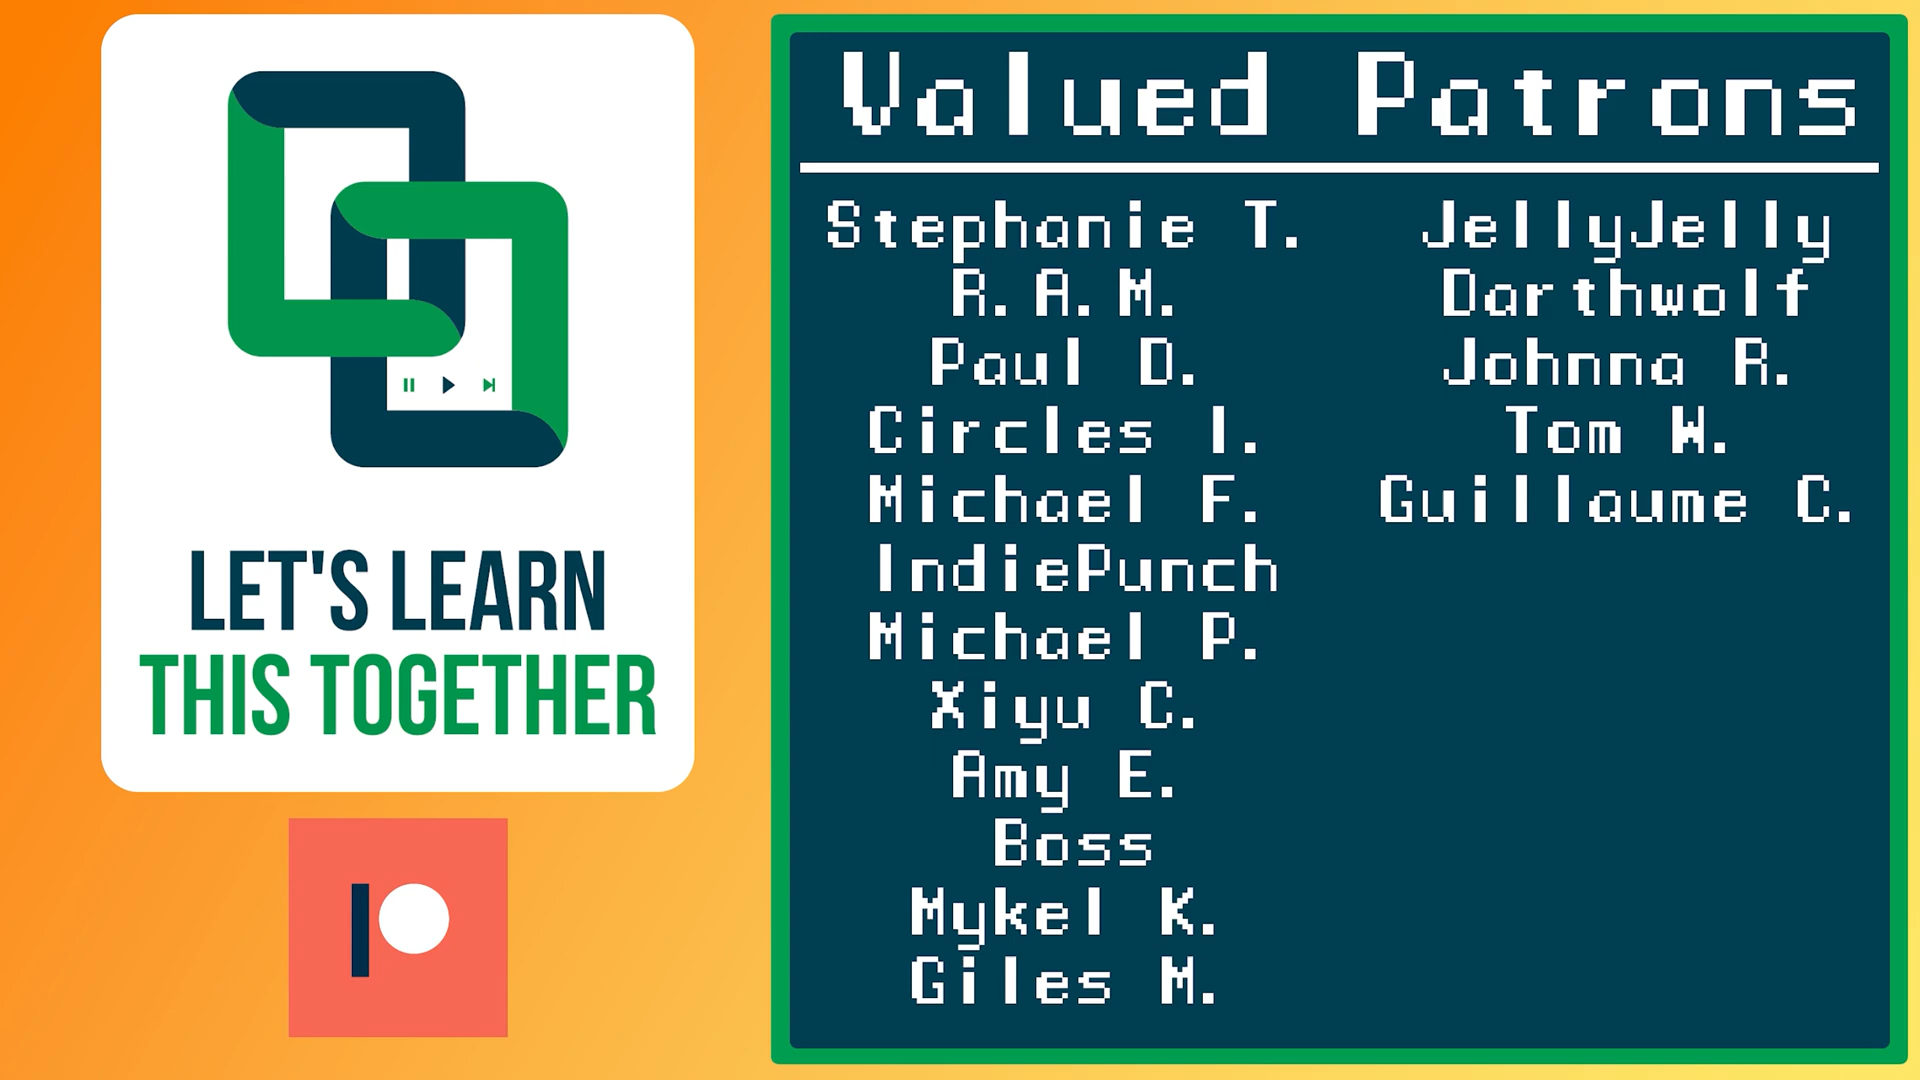 LET'S LEARN
THIS TOGETHER
Valued Patrons
Stephanie T.
R.A.M.
Paul D.
Circles I.
Michael F.
IndiePunch
Michael P.
Xiyu C.
Amy E.
Boss
Mykel K.
Giles M.
JellyJelly
Darthwolf
Johnna R.
Tom W.
Guillaume C.